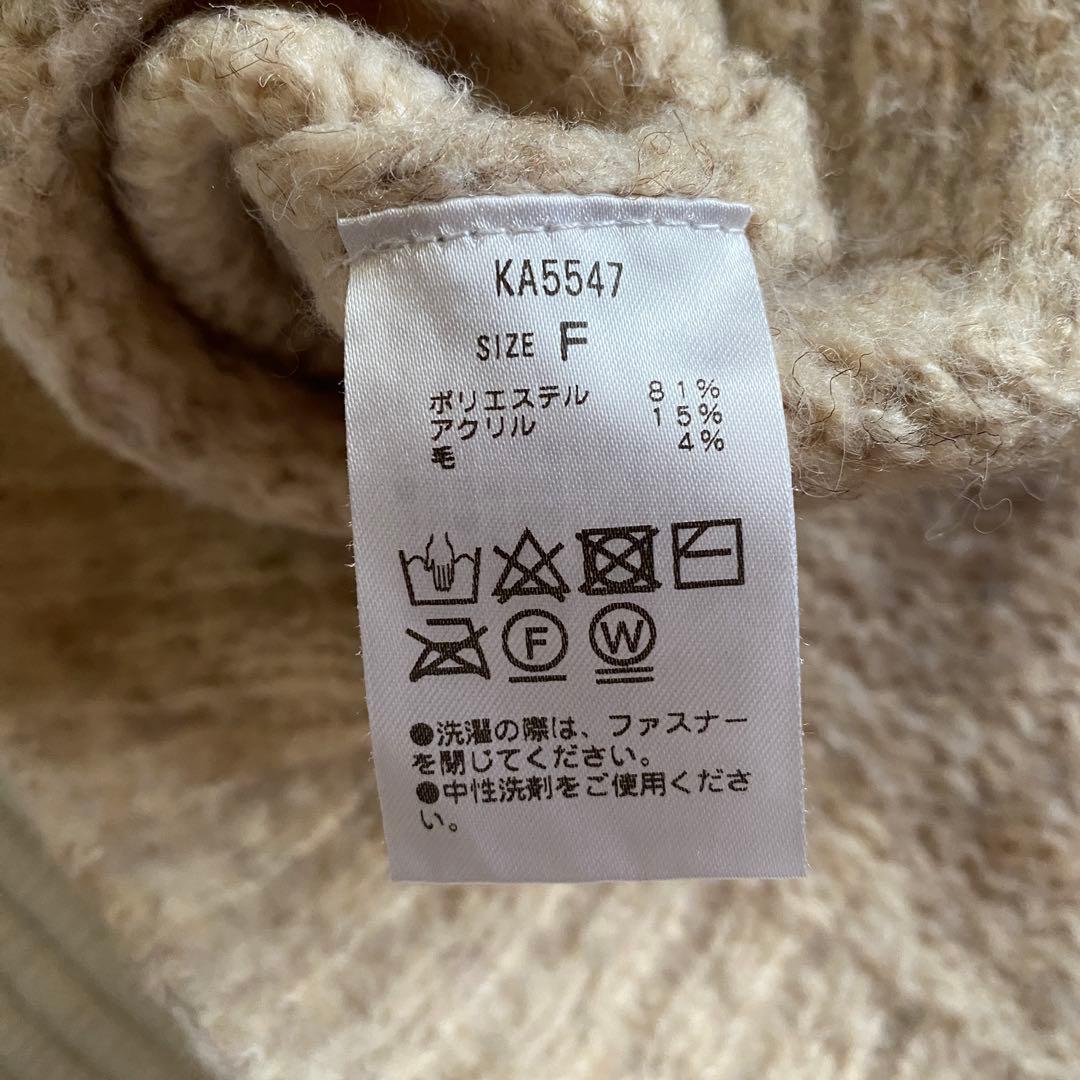 KA5547
SIZE F
ポリエステル 81%
アクリル 15%
毛 4%
F W
●洗濯の際は、ファスナー
を閉じてください。
●中性洗剤をご使用くださ
い。